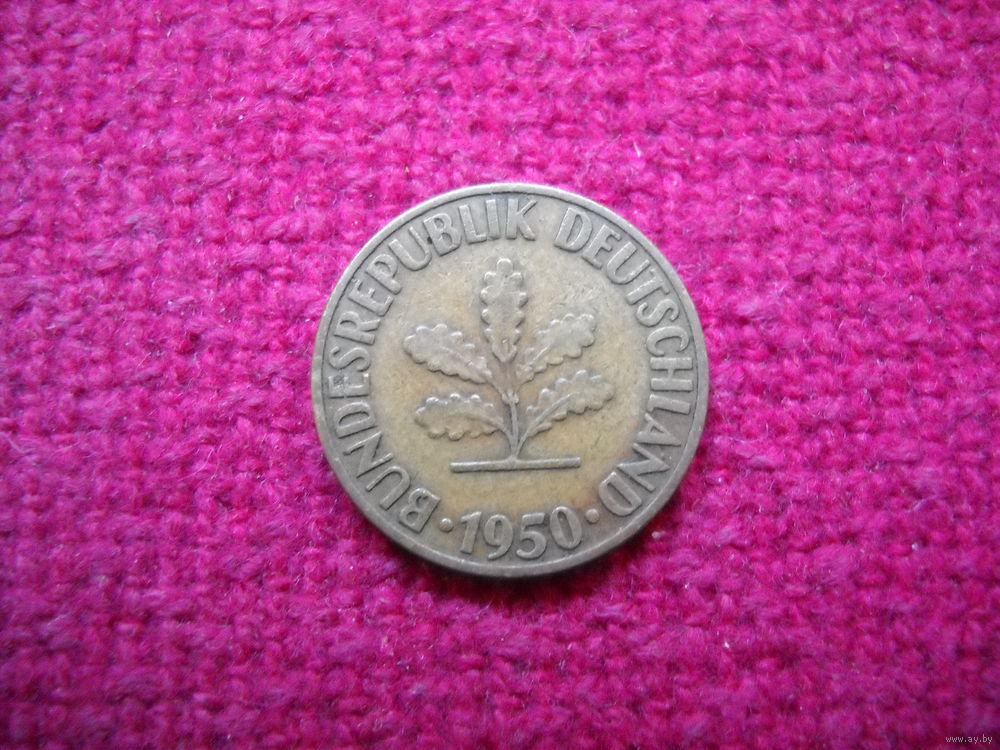 BUNDESREPUBLIK DEUTSCHLAND
· 1950 ·
www.ay.by